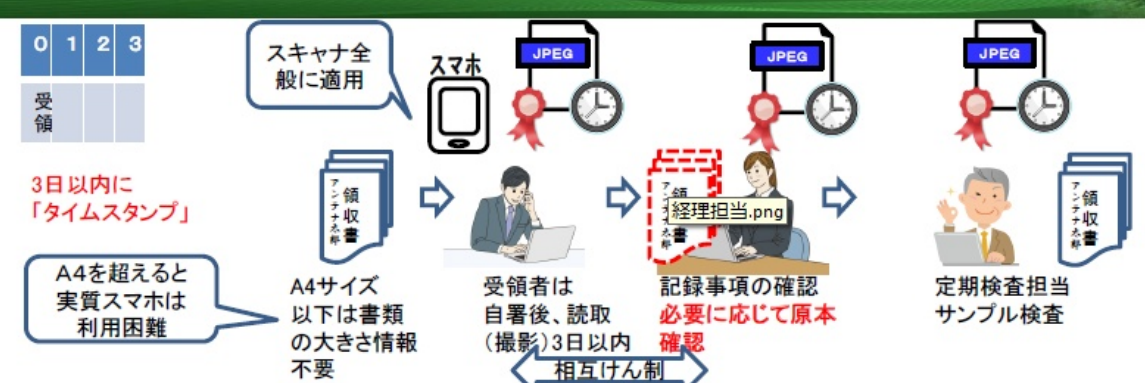 0 1 2 3
受
領
スキャナ全
般に適用
スマホ
JPEG
JPEG
JPEG
3日以内に
「タイムスタンプ」
A4を超えると
実質スマホは
利用困難
領収書
アンテナ太郎
A4サイズ
以下は書類
の大きさ情報
不要
受領者は
自署後、読取
(撮影)3日以内
領
書
経理担当.png
記録事項の確認
必要に応じて原本
確認
相互けん制
領収書
アンテナ太郎
定期検査担当
サンプル検査